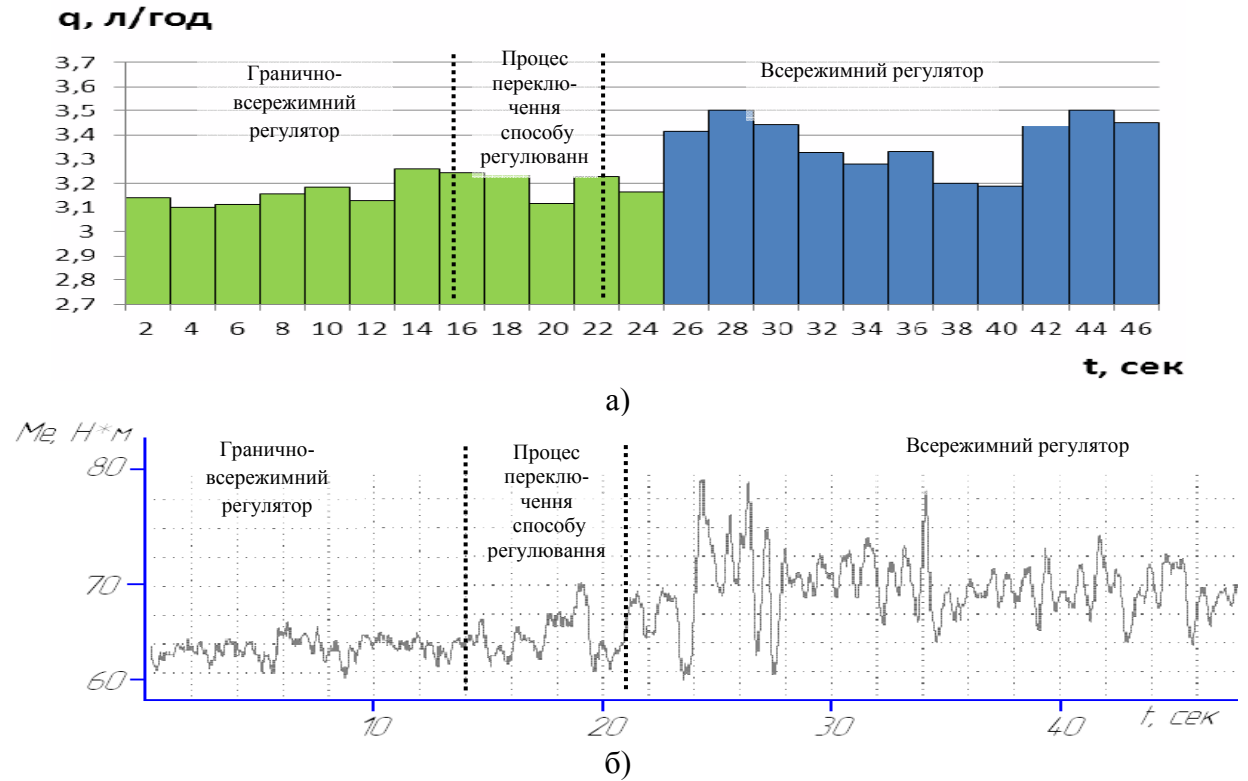 q, л/год
3,7
3,6
3,5
3,4
3,3
3,2
3,1
3
2,9
2,8
2,7
Гранично-
всережимний
регулятор
Процес
переклю-
чення
способу
регулюванн
Всережимний регулятор
2 4 6 8 10 12 14 16 18 20 22 24 26 28 30 32 34 36 38 40 42 44 46
t, сек
а)
Ме, Н*м
80
70
60
Гранично-
всережимний
регулятор
Процес
переклю-
чення
способу
регулювання
Всережимний регулятор
10 20 30 40 t, сек
б)